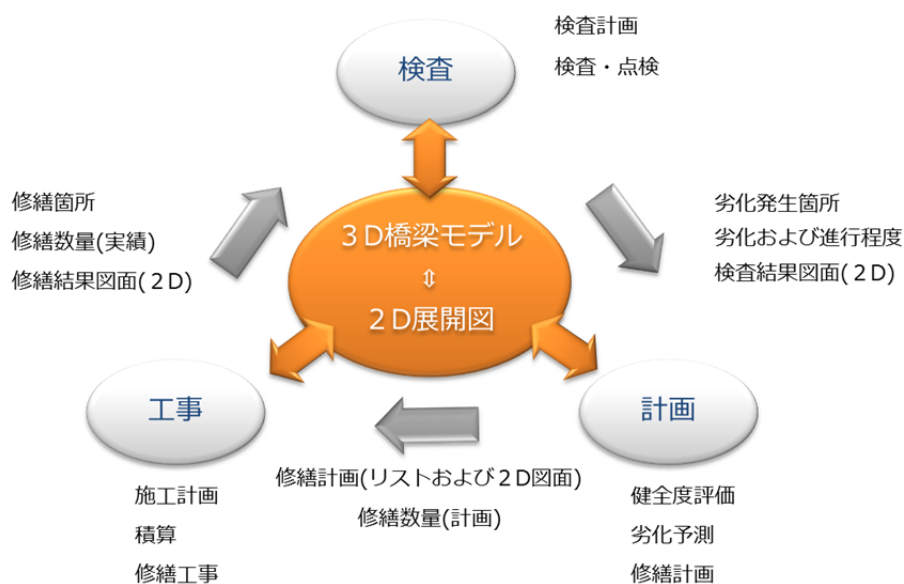 検査
検査計画
検査・点検
修繕箇所
修繕数量(実績)
修繕結果図面(２D)
３D橋梁モデル
⇕
２D展開図
劣化発生箇所
劣化および進行程度
検査結果図面(２D)
工事
計画
修繕計画(リストおよび２D図面)
修繕数量(計画)
施工計画
積算
修繕工事
健全度評価
劣化予測
修繕計画